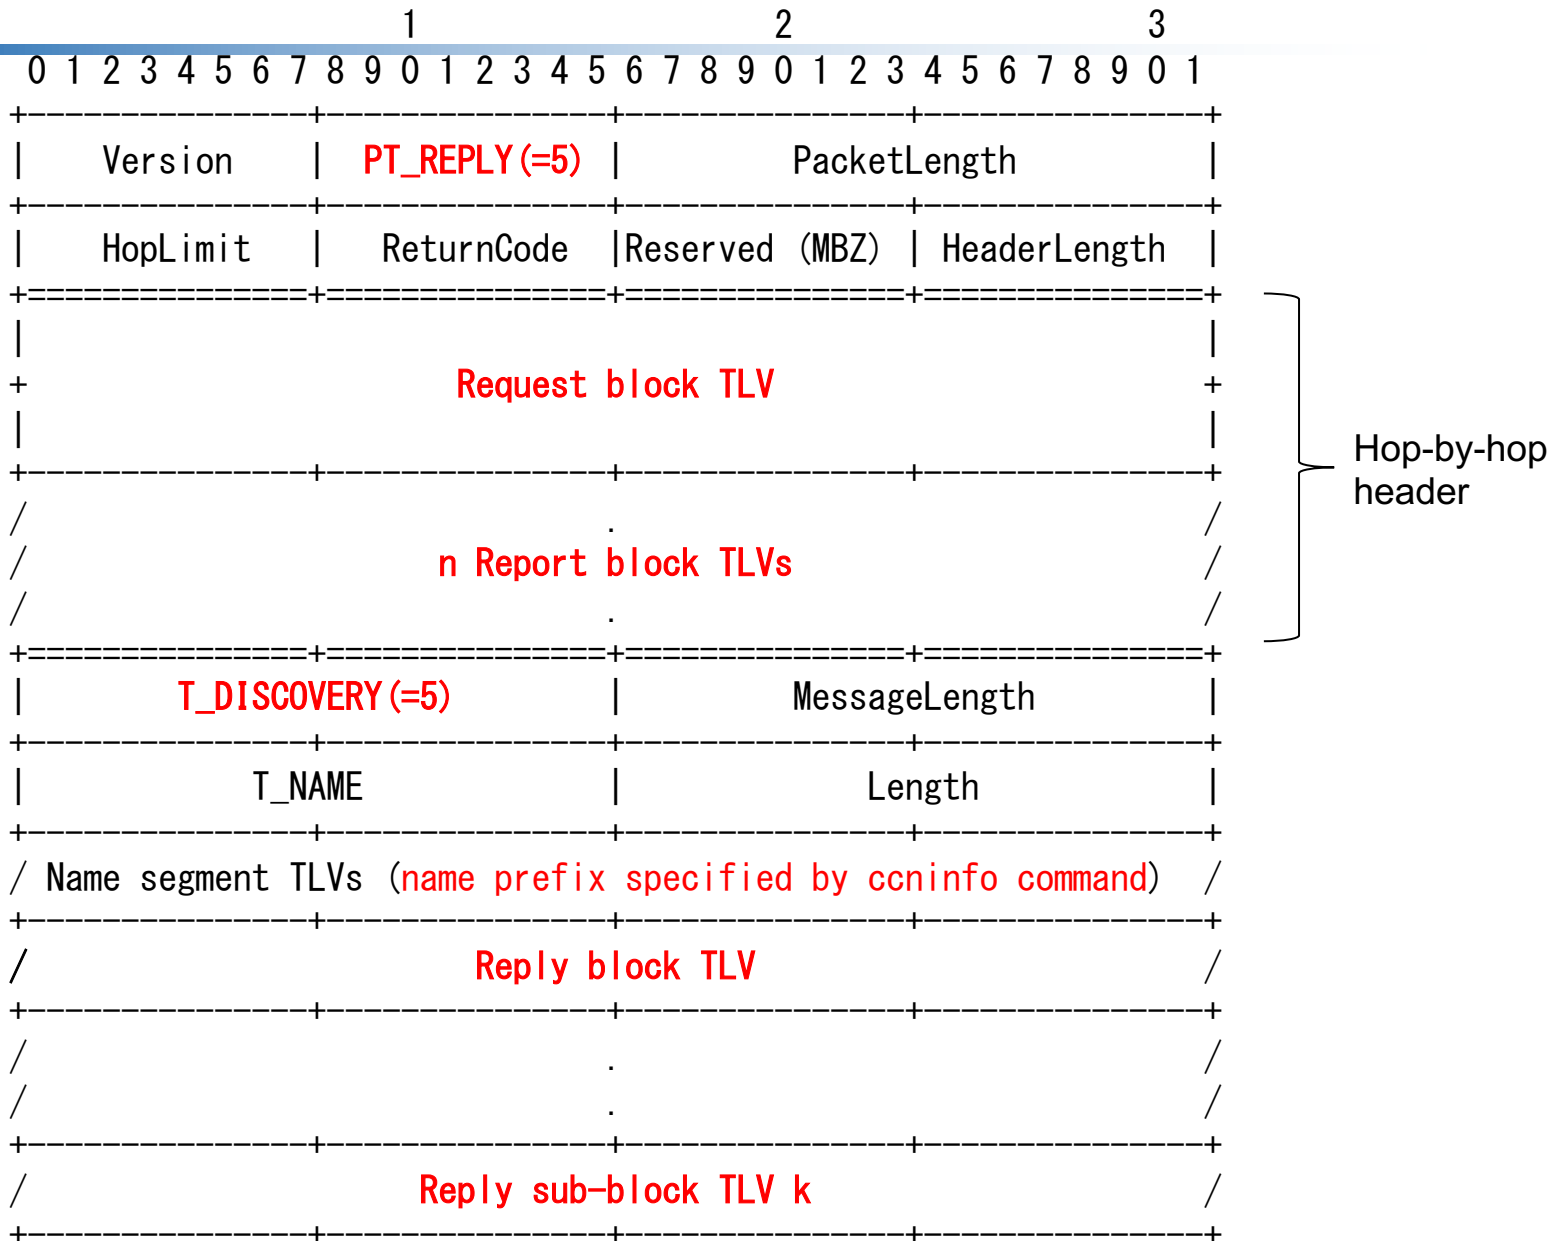 1 2 3
0 1 2 3 4 5 6 7 8 9 0 1 2 3 4 5 6 7 8 9 0 1 2 3 4 5 6 7 8 9 0 1
+---------------+---------------+---------------+---------------+
| Version | PT_REPLY(=5) | PacketLength |
+---------------+---------------+---------------+---------------+
| HopLimit | ReturnCode |Reserved (MBZ) | HeaderLength |
+===============+===============+===============+===============+
| |
+ Request block TLV +
| |
+---------------+---------------+---------------+---------------+
/ . /
/ n Report block TLVs /
/ . /
+===============+===============+===============+===============+
Hop-by-hop
header
| T_DISCOVERY(=5) | MessageLength |
+---------------+---------------+---------------+---------------+
| T_NAME | Length |
+---------------+---------------+---------------+---------------+
/ Name segment TLVs (name prefix specified by ccninfo command) /
+---------------+---------------+---------------+---------------+
/ Reply block TLV /
+---------------+---------------+---------------+---------------+
/ . /
/ . /
+---------------+---------------+---------------+---------------+
/ Reply sub-block TLV k /
+---------------+---------------+---------------+---------------+